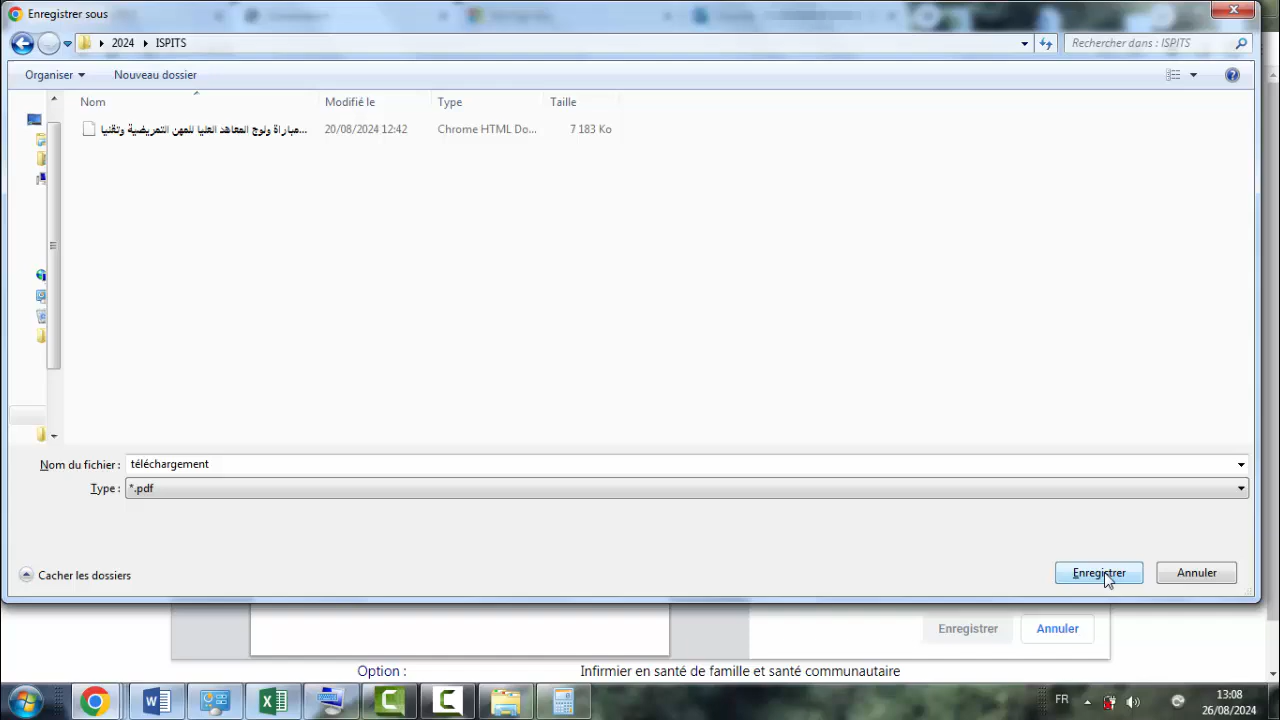 Enregistrer sous
2024 ISPITS
Rechercher dans : ISPITS
Organiser Nouveau dossier
Nom Modifié le Type Taille
مباراة ولوج المعاهد العليا للمهن التمريضية وتقنيا... 20/08/2024 12:42 Chrome HTML Do... 7 183 Ko
Nom du fichier : téléchargement
Type : *.pdf
Cacher les dossiers
Enregistrer Annuler
Enregistrer Annuler
Option : Infirmier en santé de famille et santé communautaire
FR 13:08
26/08/2024